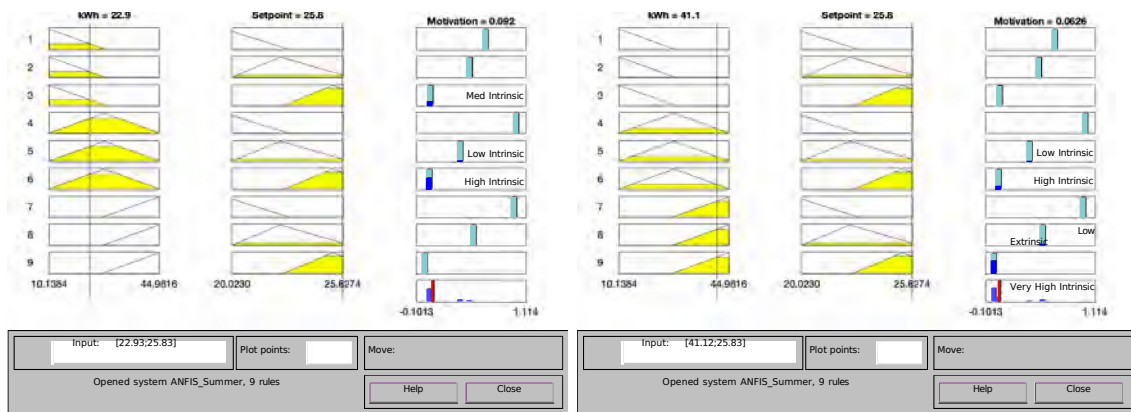 kWh = 22.9 Setpoint = 25.8 Motivation = 0.092
1
2
3 Med Intrinsic
4
5 Low Intrinsic
6 High Intrinsic
7
8
9
10.1384 44.9816 20.0230 25.8274
-0.1013 1.114
Input: [22.93;25.83] Plot points: Move:
Opened system ANFIS_Summer, 9 rules Help Close
kWh = 41.1 Setpoint = 25.8 Motivation = 0.0626
1
2
3
4
5 Low Intrinsic
6 High Intrinsic
7
8 Low
Extrinsic
9
Very High Intrinsic
10.1384 44.9816 20.0230 25.8274
-0.1013 1.114
Input: [41.12;25.83] Plot points: Move:
Opened system ANFIS_Summer, 9 rules Help Close